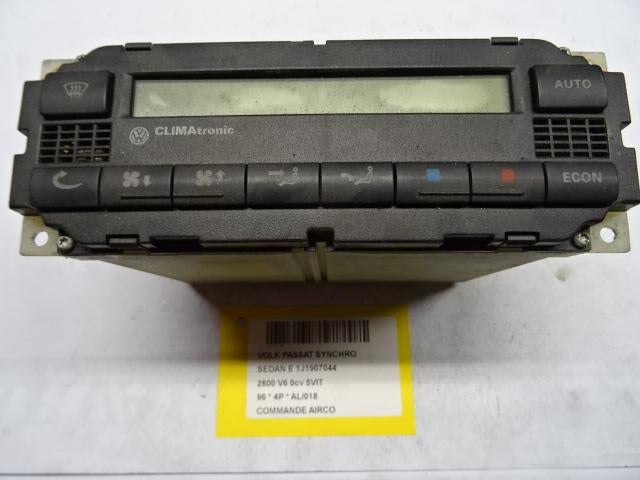 AUTO
CLIMAtronic
ECON
VOLK PASSAT SYNCHRO
SEDAN E 1J1907044
2800 V6 0cv 5VIT
96 * 4P * AL/018
COMMANDE AIRCO